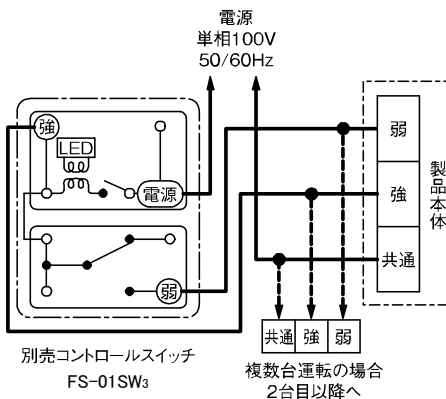 電源
単相100V
50/60Hz
強
LED
電源
弱
弱
強
共通
製品本体
共通 強 弱
別売コントロールスイッチ
FS-01SW₃
複数台運転の場合
2台目以降へ